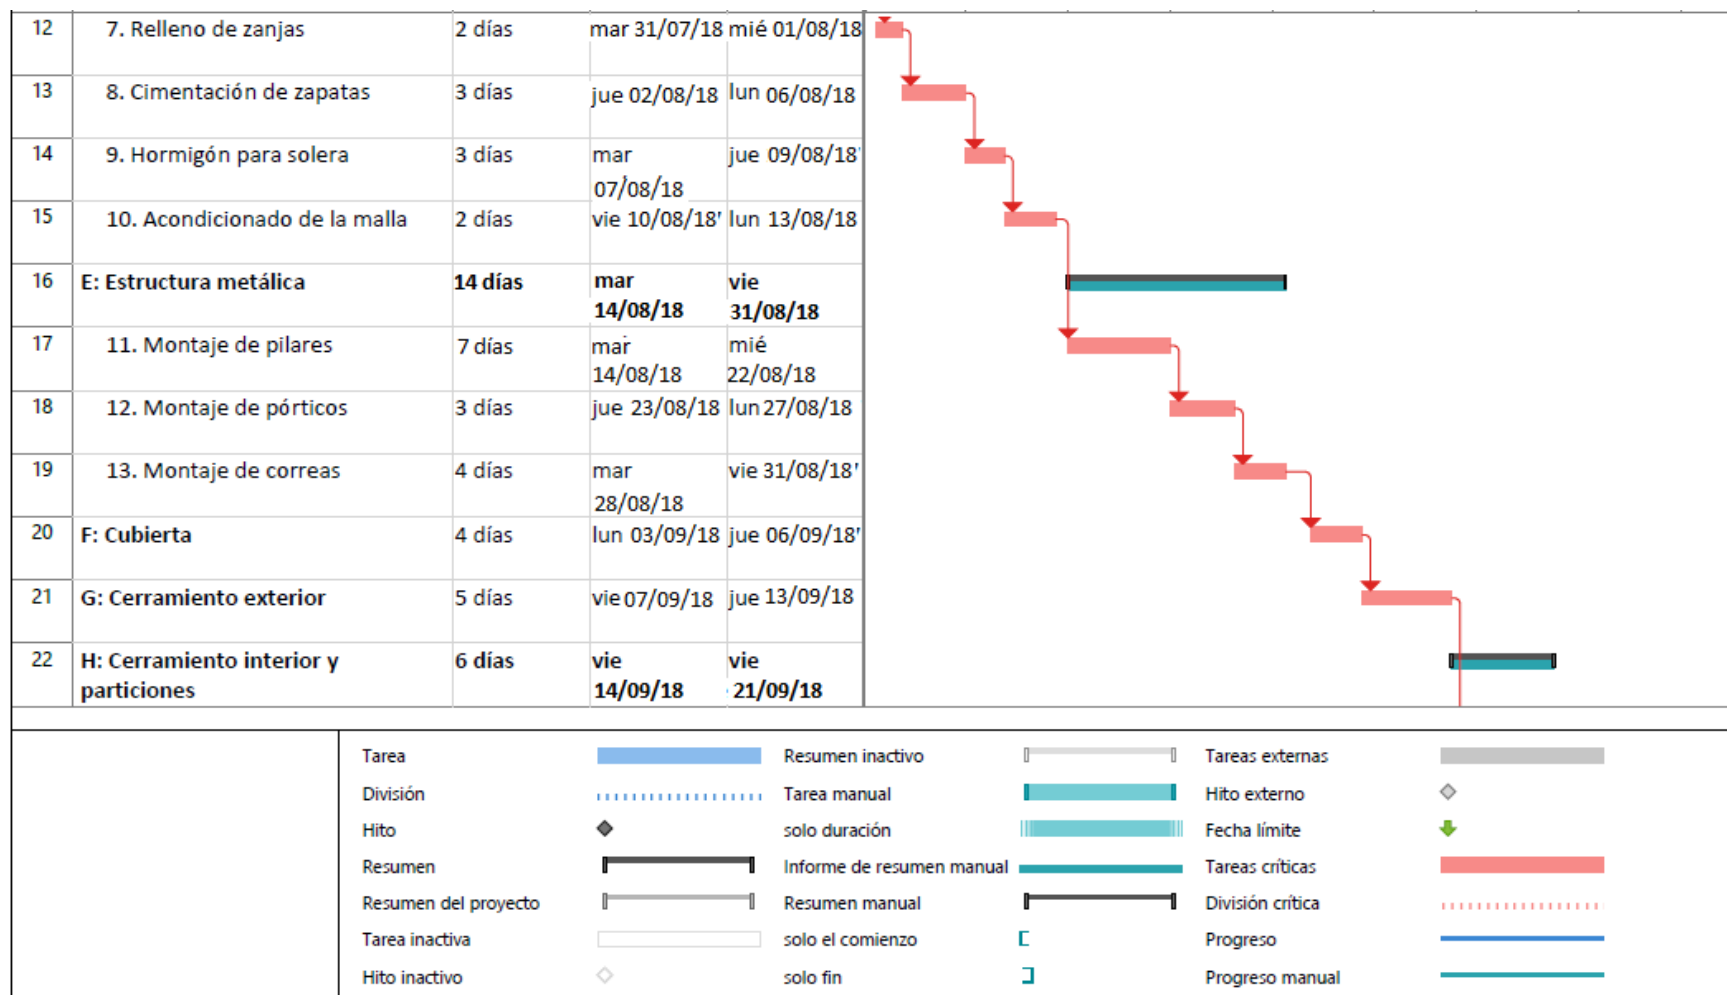 12 7. Relleno de zanjas 2 días mar 31/07/18 mié 01/08/18
13 8. Cimentación de zapatas 3 días jue 02/08/18 lun 06/08/18
14 9. Hormigón para solera 3 días mar jue 09/08/18
07/08/18
15 10. Acondicionado de la malla 2 días vie 10/08/18 lun 13/08/18
16 E: Estructura metálica 14 días mar vie
14/08/18 31/08/18
17 11. Montaje de pilares 7 días mar mié
14/08/18 22/08/18
18 12. Montaje de pórticos 3 días jue 23/08/18 lun 27/08/18
19 13. Montaje de correas 4 días mar vie 31/08/18
28/08/18
20 F: Cubierta 4 días lun 03/09/18 jue 06/09/18
21 G: Cerramiento exterior 5 días vie 07/09/18 jue 13/09/18
22 H: Cerramiento interior y 6 días vie vie
particiones 14/09/18 21/09/18
Tarea Resumen inactivo Tareas externas
División Tarea manual Hito externo
Hito solo duración Fecha límite
Resumen Informe de resumen manual Tareas críticas
Resumen del proyecto Resumen manual División crítica
Tarea inactiva solo el comienzo Progreso
Hito inactivo solo fin Progreso manual